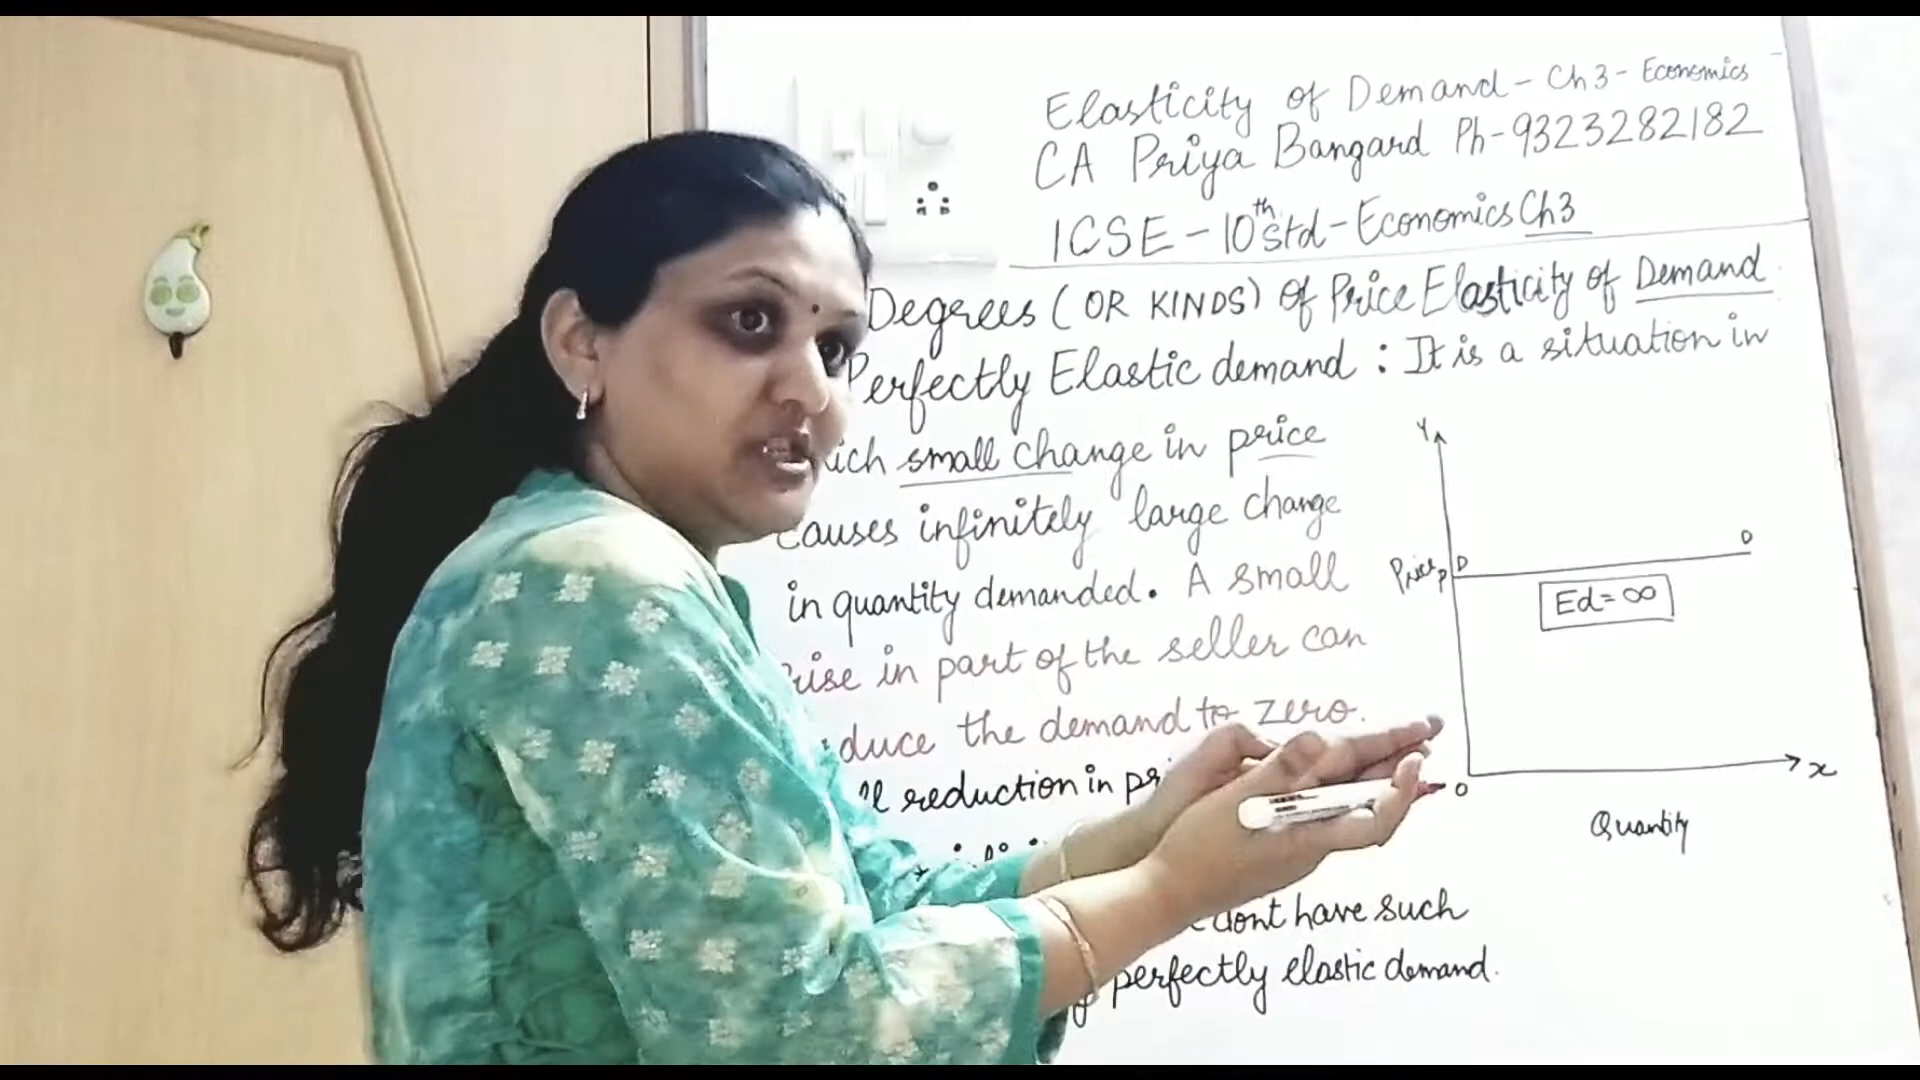 Elasticity of Demand - Ch3 - Economics
CA Priya Bangard Ph-9323282182
ICSE - 10th std - Economics Ch3
Degrees (OR KINDS) Of Price Elasticity of Demand
Perfectly Elastic demand : It is a situation in
small change in price
causes infinitely large change
in quantity demanded. A small
in part of the seller can
the demand to zero.
reduction in
dont have such
perfectly elastic demand.
Y
Price P D
D
Ed = ∞
O
x
Quantity